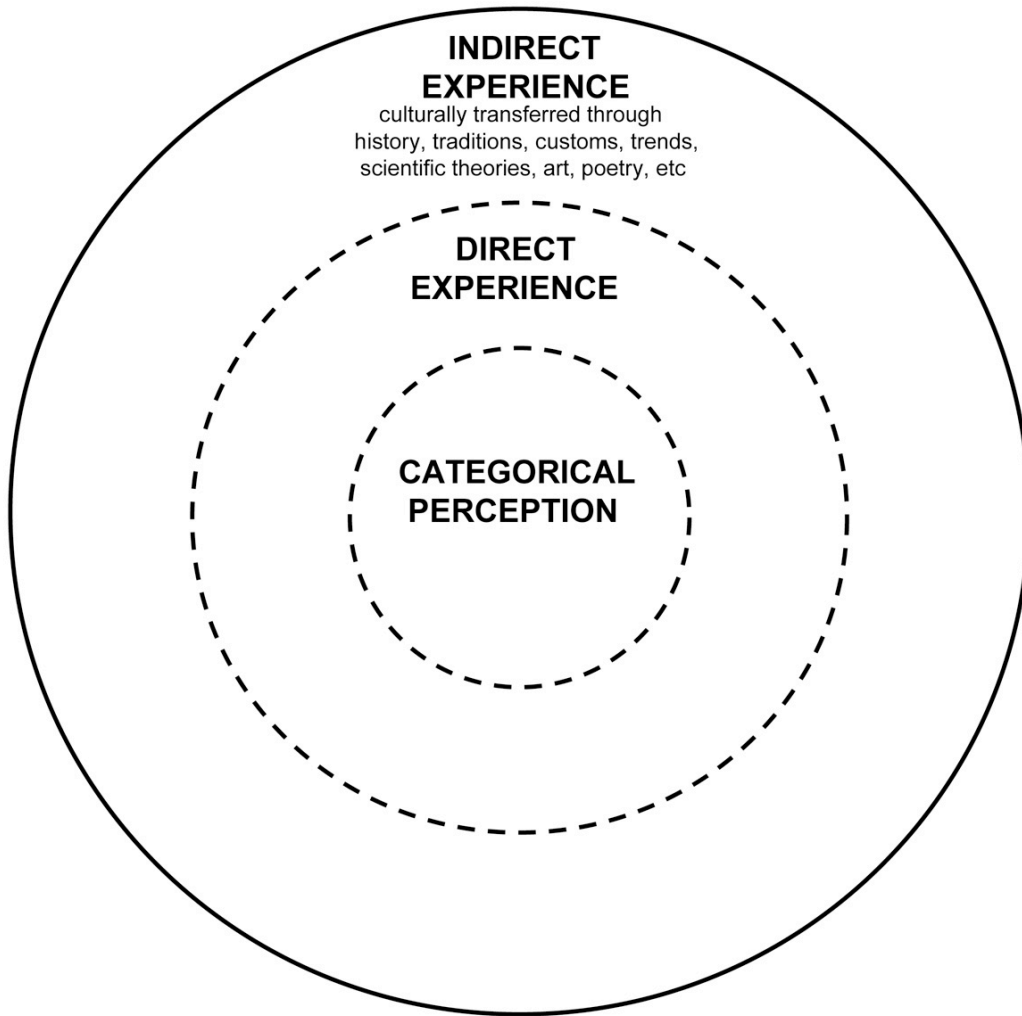 INDIRECT
EXPERIENCE
culturally transferred through
history, traditions, customs, trends,
scientific theories, art, poetry, etc
DIRECT
EXPERIENCE
CATEGORICAL
PERCEPTION